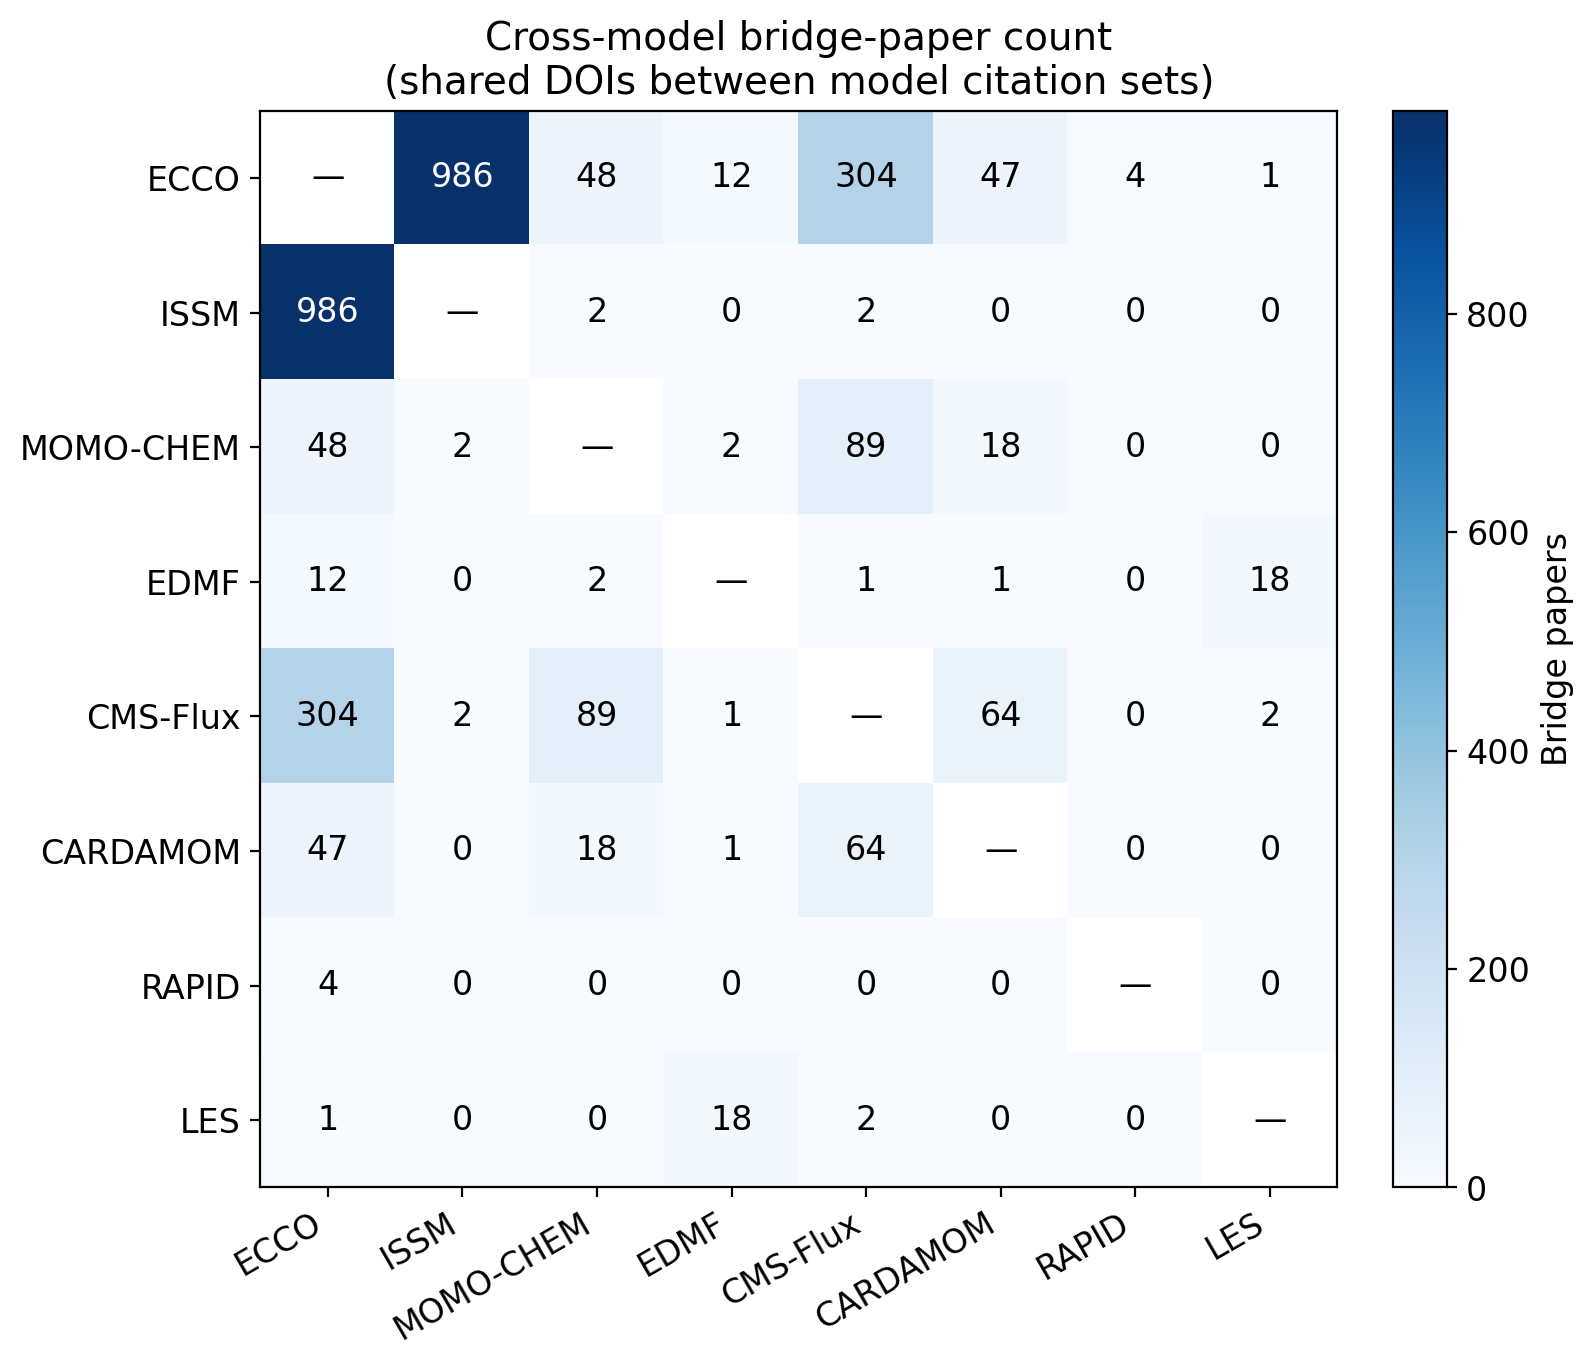 Cross-model bridge-paper count
(shared DOIs between model citation sets)
ECCO — 986 48 12 304 47 4 1
ISSM 986 — 2 0 2 0 0 0
MOMO-CHEM 48 2 — 2 89 18 0 0
EDMF 12 0 2 — 1 1 0 18
CMS-Flux 304 2 89 1 — 64 0 2
CARDAMOM 47 0 18 1 64 — 0 0
RAPID 4 0 0 0 0 0 — 0
LES 1 0 0 18 2 0 0 —
ECCO ISSM MOMO-CHEM EDMF CMS-Flux CARDAMOM RAPID LES
800
600
400
200
0
Bridge papers